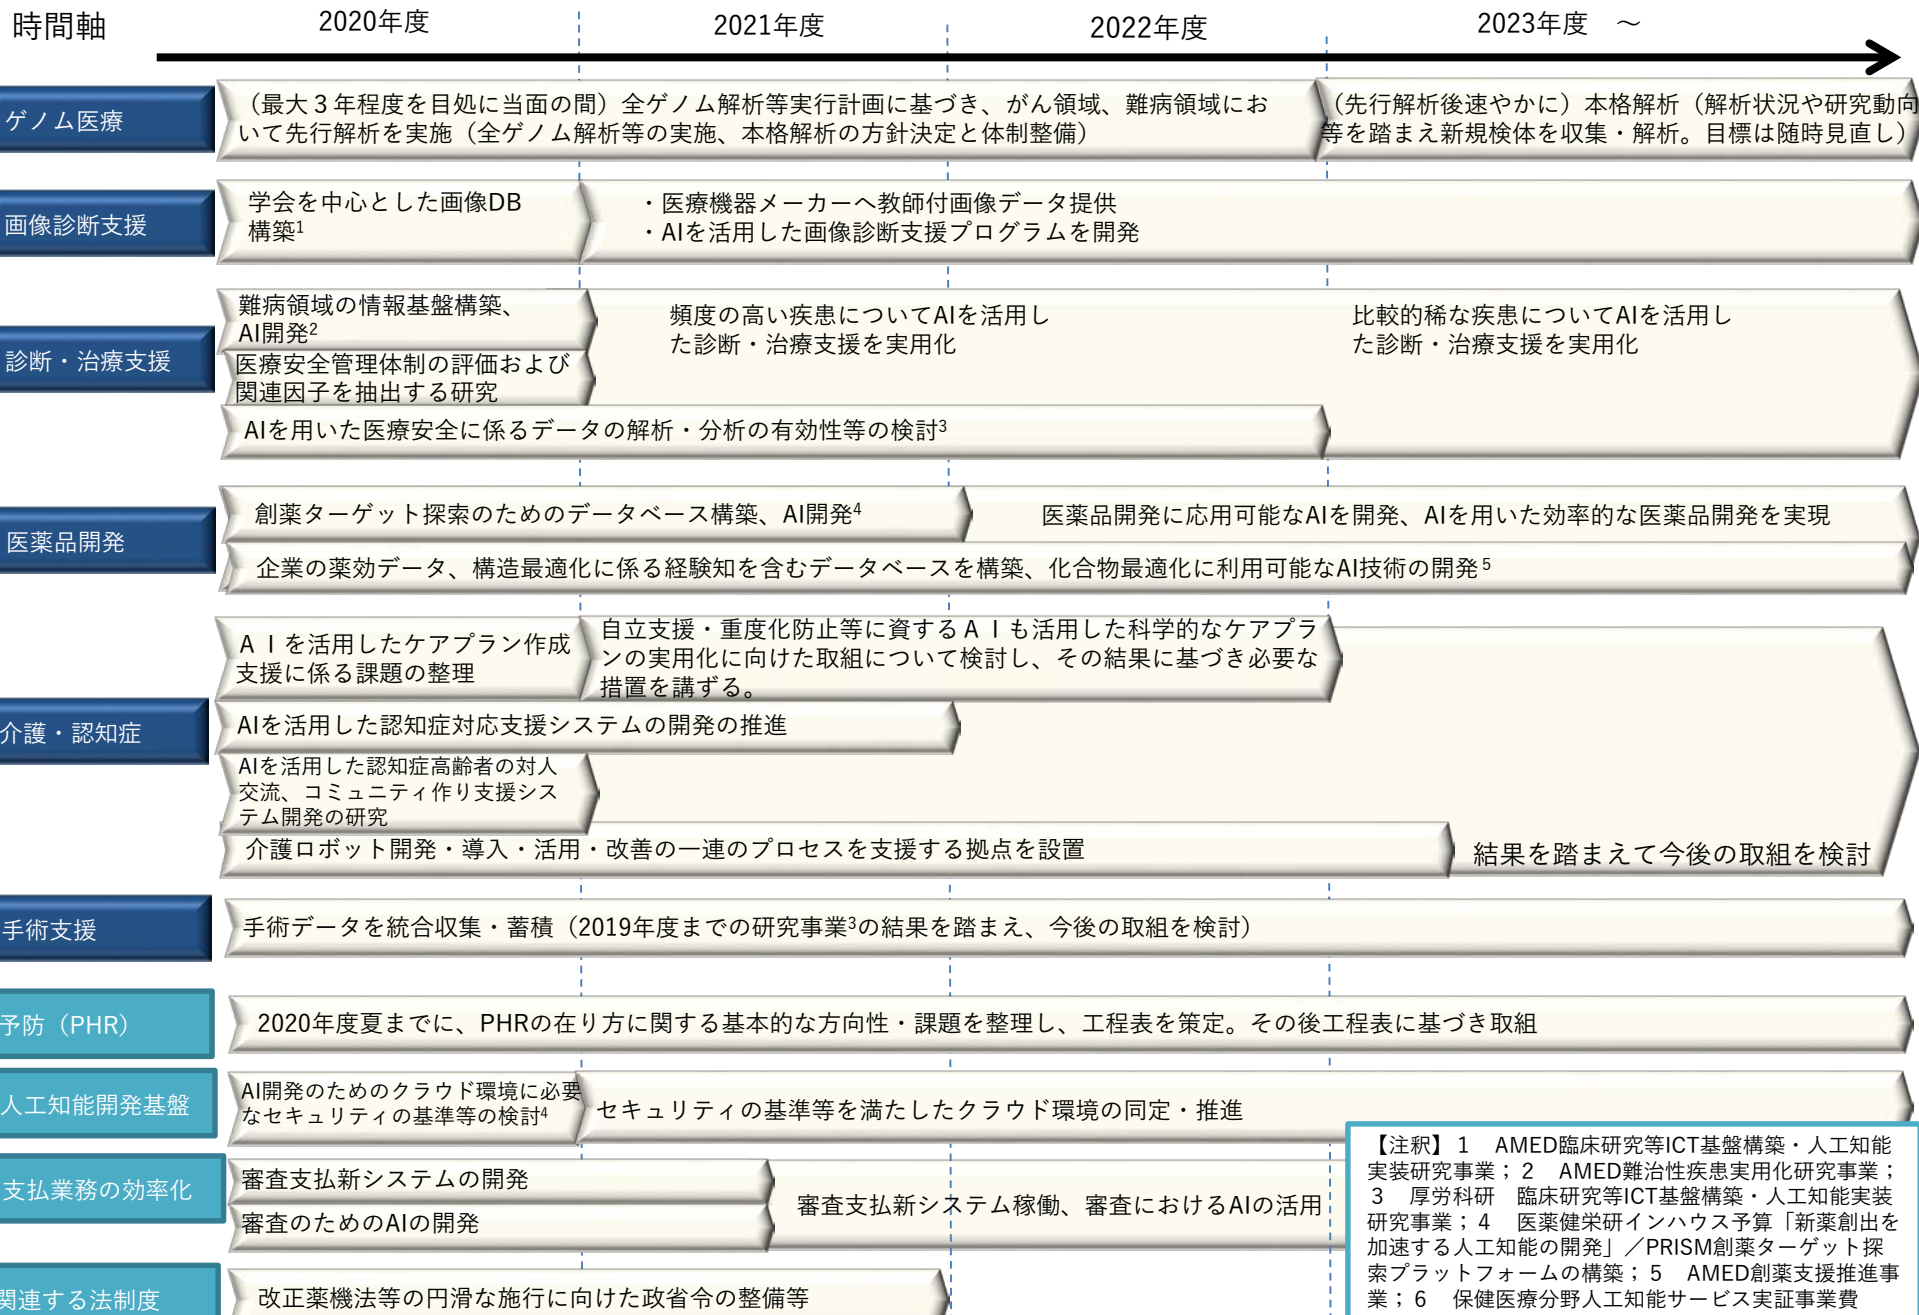 時間軸
2020年度
2021年度
2022年度
2023年度 ～
ゲノム医療
（最大３年程度を目処に当面の間）全ゲノム解析等実行計画に基づき、がん領域、難病領域にお
いて先行解析を実施（全ゲノム解析等の実施、本格解析の方針決定と体制整備）
（先行解析後速やかに）本格解析（解析状況や研究動向
等を踏まえ新規検体を収集・解析。目標は随時見直し）
画像診断支援
学会を中心とした画像DB
構築1
・医療機器メーカーへ教師付画像データ提供
・AIを活用した画像診断支援プログラムを開発
診断・治療支援
難病領域の情報基盤構築、
AI開発2
医療安全管理体制の評価および
関連因子を抽出する研究
頻度の高い疾患についてAIを活用し
た診断・治療支援を実用化
比較的稀な疾患についてAIを活用し
た診断・治療支援を実用化
AIを用いた医療安全に係るデータの解析・分析の有効性等の検討3
医薬品開発
創薬ターゲット探索のためのデータベース構築、AI開発4
医薬品開発に応用可能なAIを開発、AIを用いた効率的な医薬品開発を実現
企業の薬効データ、構造最適化に係る経験知を含むデータベースを構築、化合物最適化に利用可能なAI技術の開発5
介護・認知症
ＡＩを活用したケアプラン作成
支援に係る課題の整理
自立支援・重度化防止等に資するＡＩも活用した科学的なケアプラ
ンの実用化に向けた取組について検討し、その結果に基づき必要な
措置を講ずる。
AIを活用した認知症対応支援システムの開発の推進
AIを活用した認知症高齢者の対人
交流、コミュニティ作り支援シス
テム開発の研究
介護ロボット開発・導入・活用・改善の一連のプロセスを支援する拠点を設置
結果を踏まえて今後の取組を検討
手術支援
手術データを統合収集・蓄積（2019年度までの研究事業3の結果を踏まえ、今後の取組を検討）
予防（PHR）
2020年度夏までに、PHRの在り方に関する基本的な方向性・課題を整理し、工程表を策定。その後工程表に基づき取組
人工知能開発基盤
AI開発のためのクラウド環境に必要
なセキュリティの基準等の検討4
セキュリティの基準等を満たしたクラウド環境の同定・推進
支払業務の効率化
審査支払新システムの開発
審査のためのAIの開発
審査支払新システム稼働、審査におけるAIの活用
関連する法制度
改正薬機法等の円滑な施行に向けた政省令の整備等
【注釈】１ AMED臨床研究等ICT基盤構築・人工知能
実装研究事業；２ AMED難治性疾患実用化研究事業；
３ 厚労科研 臨床研究等ICT基盤構築・人工知能実装
研究事業；４ 医薬健栄研インハウス予算「新薬創出を
加速する人工知能の開発」／PRISM創薬ターゲット探
索プラットフォームの構築；５ AMED創薬支援推進事
業；６ 保健医療分野人工知能サービス実証事業費